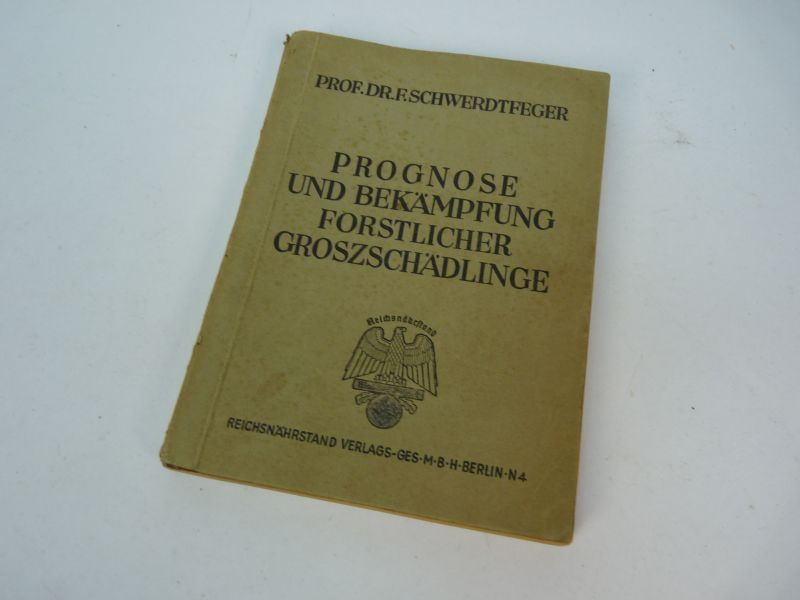 PROF. DR. F. SCHWERDTFEGER
PROGNOSE
UND BEKÄMPFUNG
FORSTLICHER
GROSZSCHÄDLINGE
Reichsnährstand
REICHSNÄHRSTAND VERLAGS-GES·M·B·H·BERLIN·N4